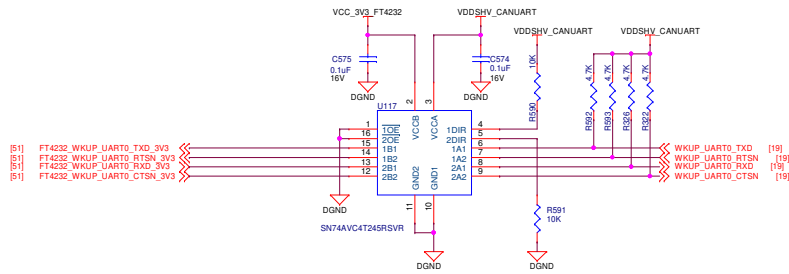 VCC_3V3_FT4232
VDDSHV_CANUART
VDDSHV_CANUART
VDDSHV_CANUART
C575
0.1uF
16V
DGND
C574
0.1uF
16V
DGND
10K
R590
4.7K
R592
4.7K
R593
4.7K
R326
4.7K
U117
2
VCCB
3
VCCA
1
1OE
16
2OE
15
1B1
14
1B2
13
2B1
12
2B2
4
1DIR
5
2DIR
6
1A1
7
1A2
8
2A1
9
2A2
11
GND2
10
GND1
SN74AVC4T245RSVR
[51] FT4232_WKUP_UART0_TXD_3V3
[51] FT4232_WKUP_UART0_RTSN_3V3
[51] FT4232_WKUP_UART0_RXD_3V3
[51] FT4232_WKUP_UART0_CTSN_3V3
WKUP_UART0_TXD [19]
WKUP_UART0_RTSN [19]
WKUP_UART0_RXD [19]
WKUP_UART0_CTSN [19]
DGND
R591
10K
DGND
DGND